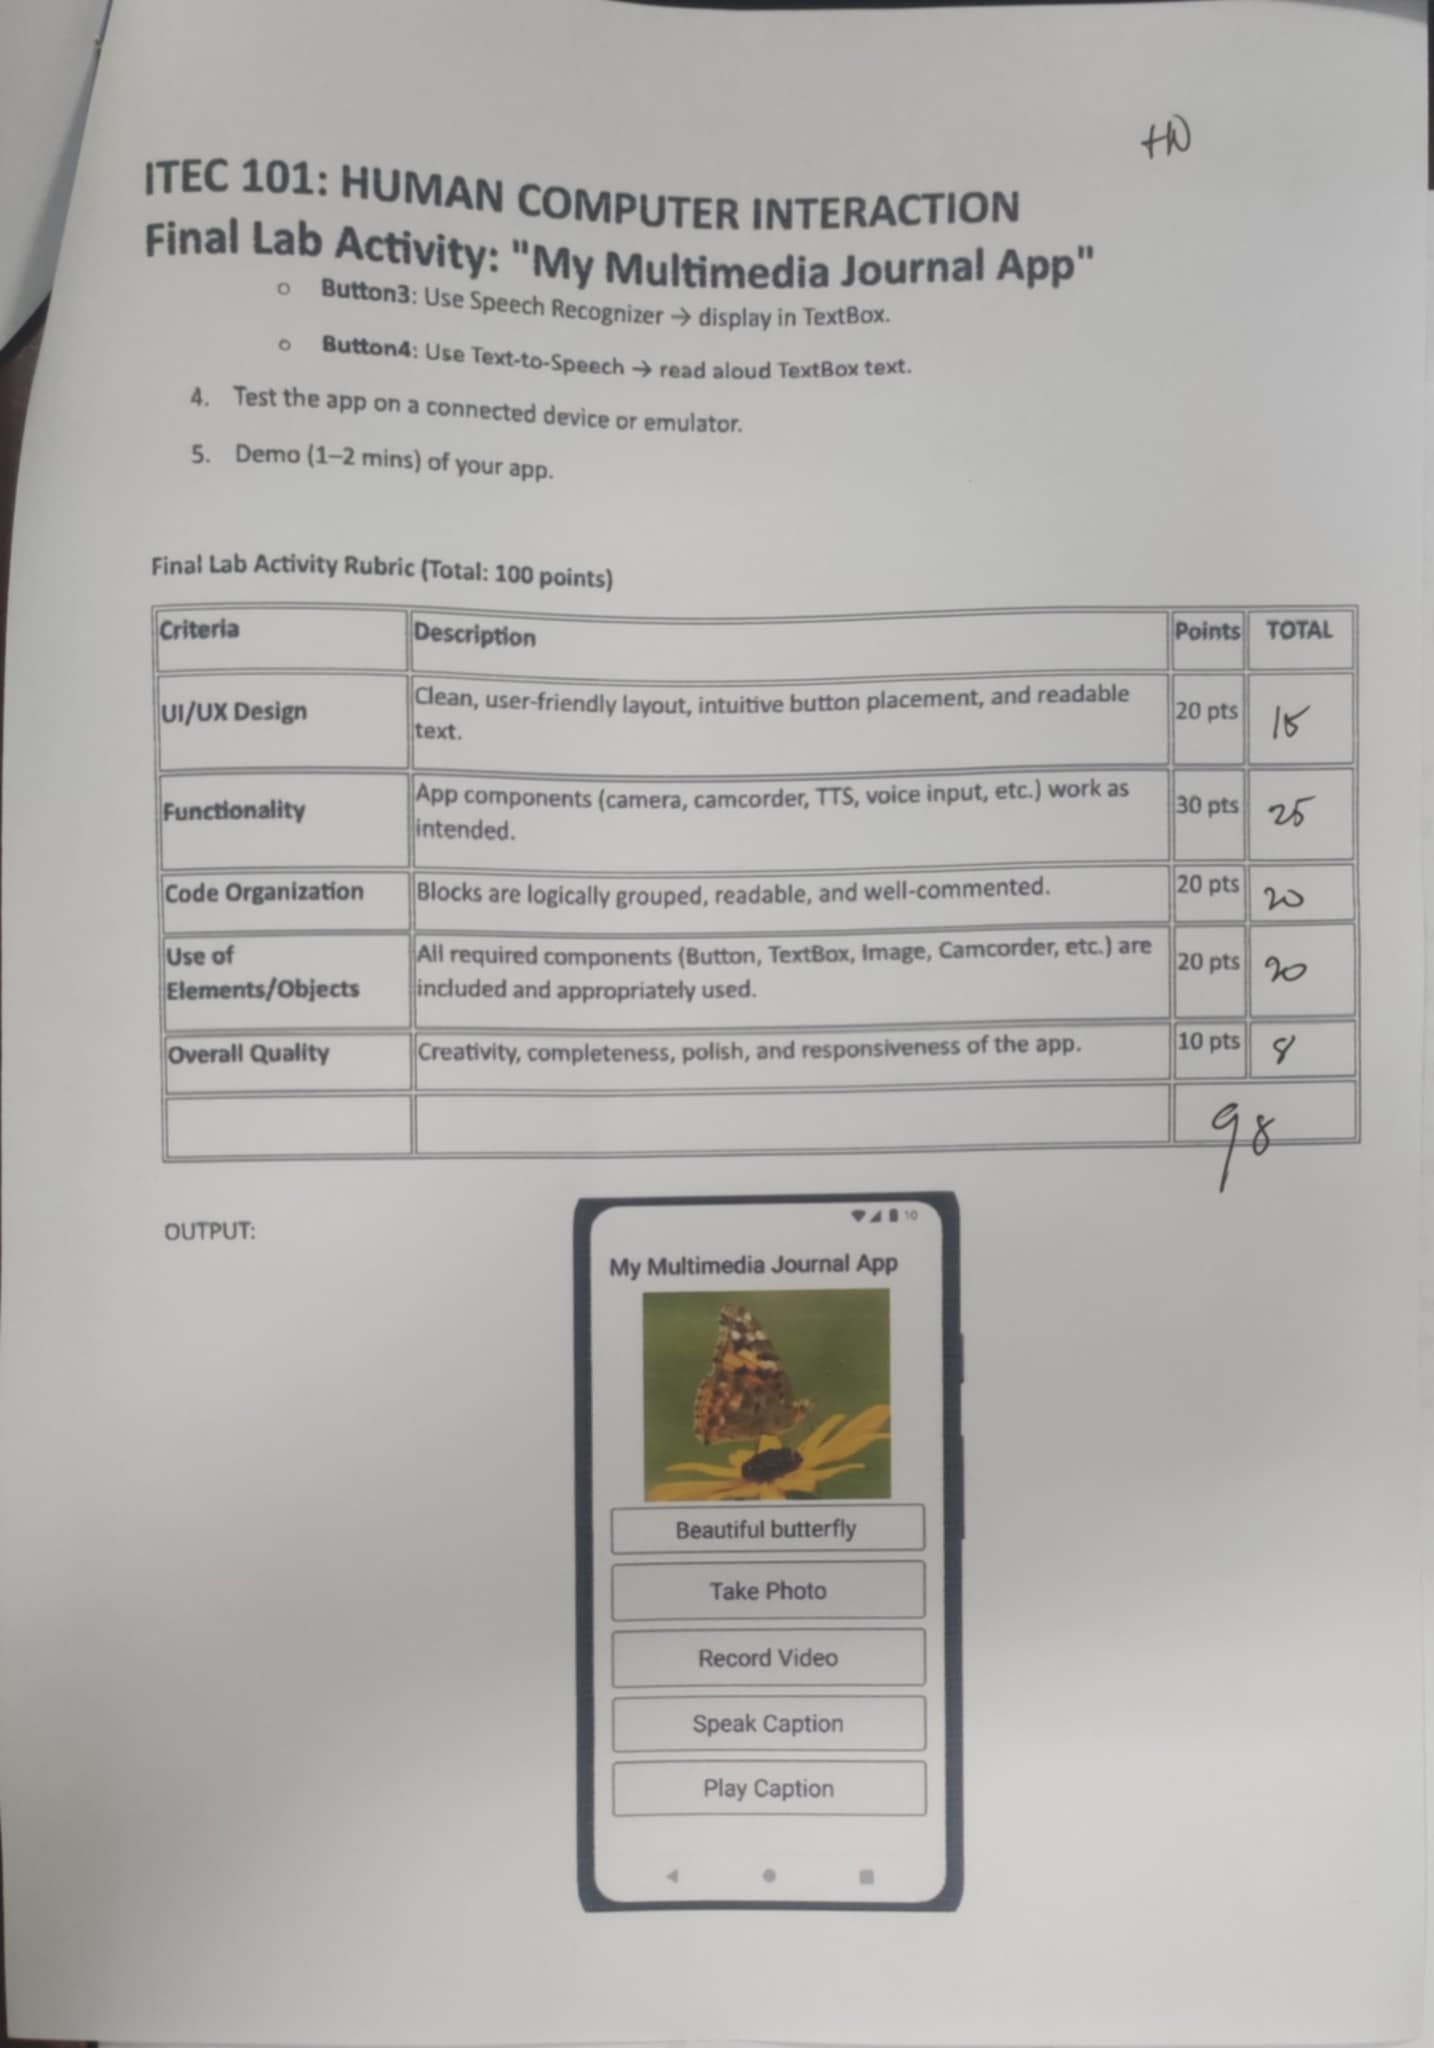 HN
ITEC 101: HUMAN COMPUTER INTERACTION
Final Lab Activity: "My Multimedia Journal App"
o Button3: Use Speech Recognizer → display in TextBox.
o Button4: Use Text-to-Speech → read aloud TextBox text.
4. Test the app on a connected device or emulator.
5. Demo (1–2 mins) of your app.
Final Lab Activity Rubric (Total: 100 points)
Criteria Description Points TOTAL
UI/UX Design Clean, user-friendly layout, intuitive button placement, and readable
text. 20 pts 15
Functionality App components (camera, camcorder, TTS, voice input, etc.) work as
intended. 30 pts 25
Code Organization Blocks are logically grouped, readable, and well-commented. 20 pts 20
Use of
Elements/Objects All required components (Button, TextBox, Image, Camcorder, etc.) are
included and appropriately used. 20 pts 20
Overall Quality Creativity, completeness, polish, and responsiveness of the app. 10 pts 8
98
OUTPUT:
10
My Multimedia Journal App
Beautiful butterfly
Take Photo
Record Video
Speak Caption
Play Caption